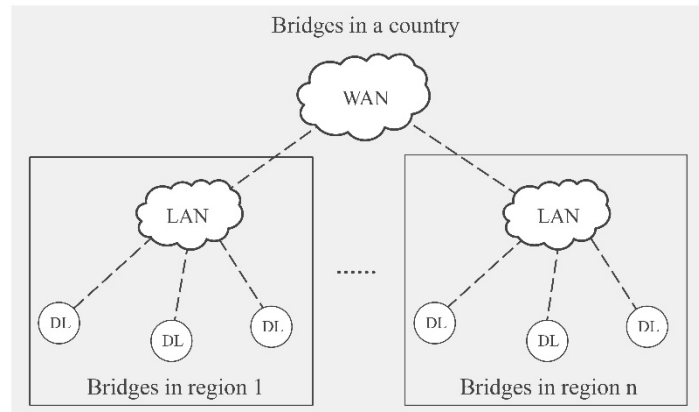 Bridges in a country
WAN
LAN
LAN
......
DL
DL
DL
DL
DL
DL
Bridges in region 1
Bridges in region n